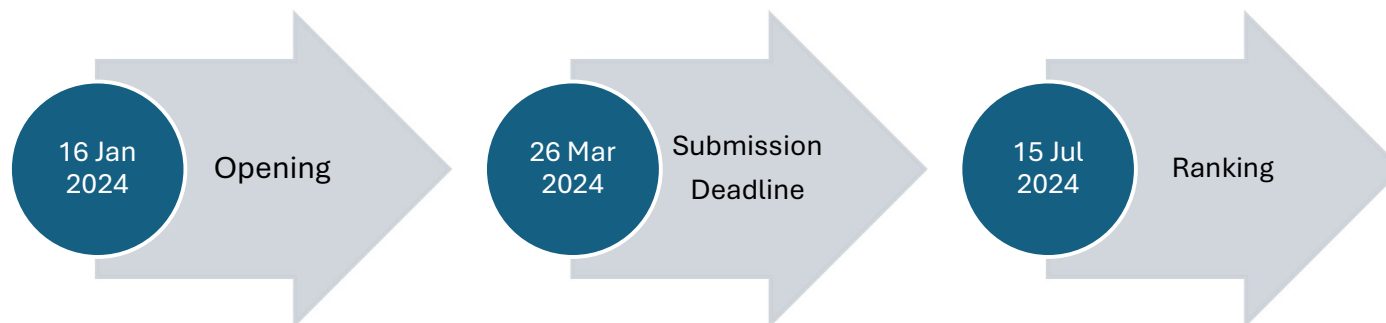 16 Jan
2024
Opening
26 Mar
2024
Submission
Deadline
15 Jul
2024
Ranking